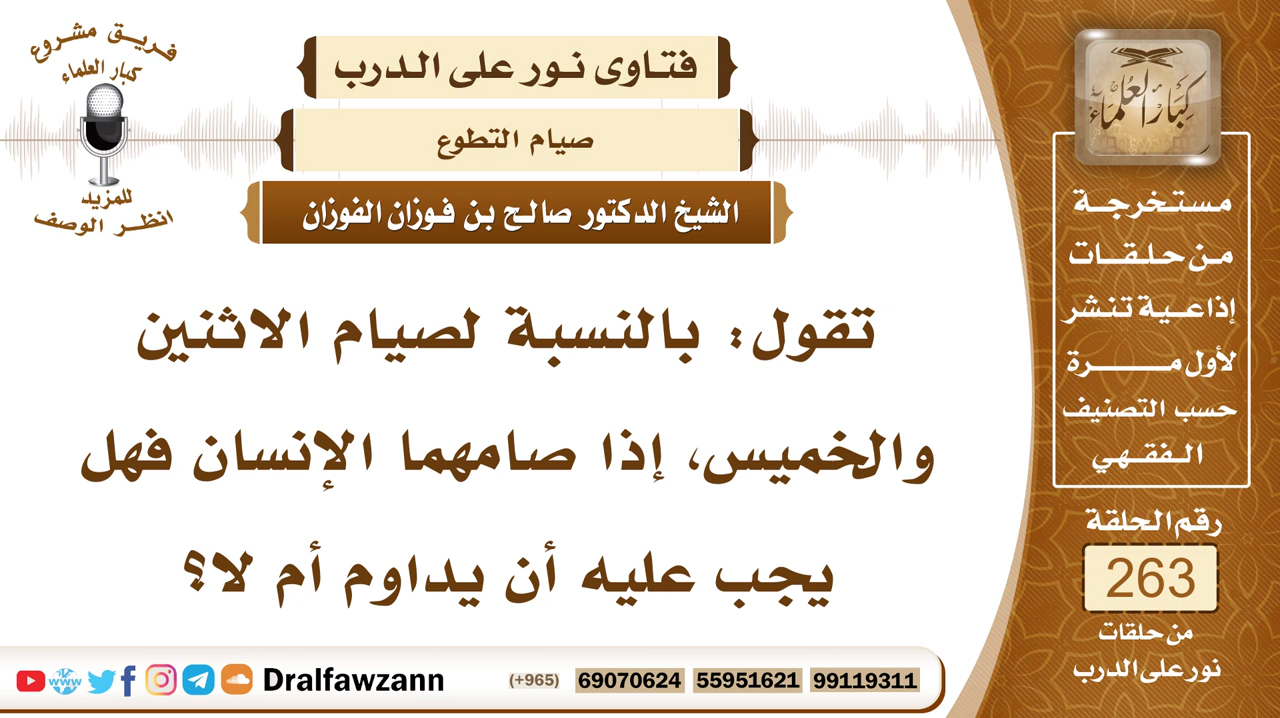 فريق مشروع
كبار العلماء
للمزيد
انظر الوصف
فتاوى نور على الدرب
صيام التطوع
الشيخ الدكتور صالح بن فوزان الفوزان
تقول: بالنسبة لصيام الاثنين
والخميس، إذا صامهما الإنسان فهل
يجب عليه أن يداوم أم لا؟
كبار العلماء
مستخرجة
من حلقات
إذاعية تنشر
لأول مرة
حسب التصنيف
الفقهي
رقم الحلقة
263
من حلقات
نور على الدرب
www Dralfawzann (+965) 69070624 55951621 99119311